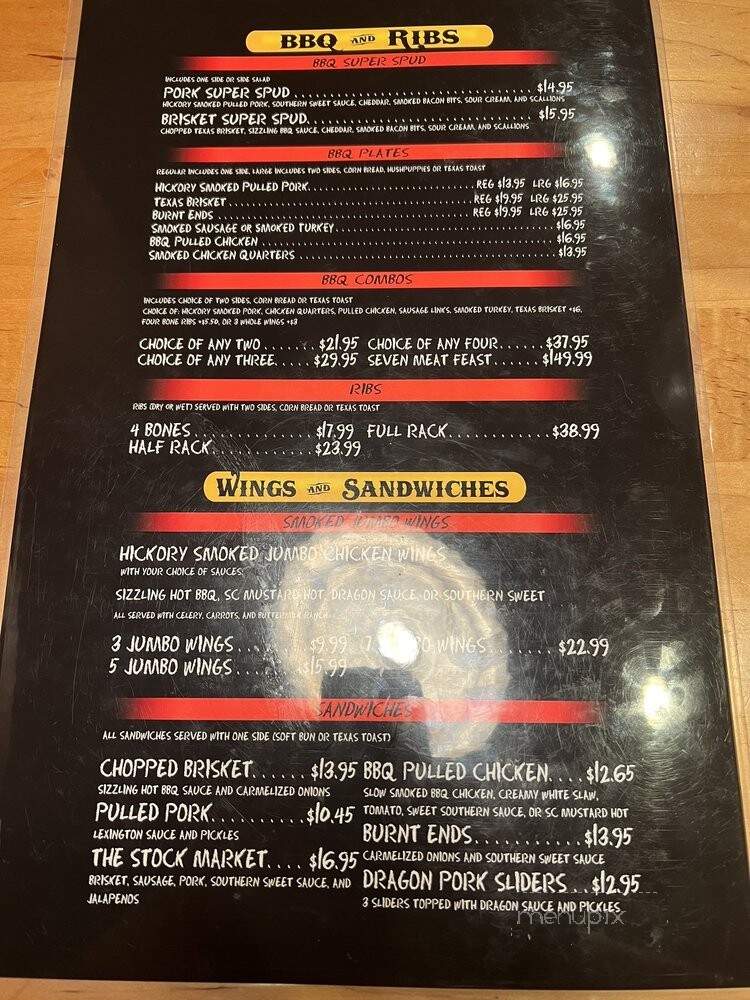 BBQ AND RIBS
BBQ SUPER SPUD
INCLUDES ONE SIDE OR SIDE SALAD
PORK SUPER SPUD.................................... $14.95
HICKORY SMOKED PULLED PORK, SOUTHERN SWEET SAUCE, CHEDDAR, SMOKED BACON BITS, SOUR CREAM, AND SCALLIONS
BRISKET SUPER SPUD.................................. $15.95
CHOPPED TEXAS BRISKET, SIZZLING BBQ SAUCE, CHEDDAR, SMOKED BACON BITS, SOUR CREAM, AND SCALLIONS
BBQ PLATES
REGULAR INCLUDES ONE SIDE, LARGE INCLUDES TWO SIDES, CORN BREAD, HUSHPUPPIES OR TEXAS TOAST
HICKORY SMOKED PULLED PORK........................ REG $13.95 LRG $16.95
TEXAS BRISKET.................................... REG $19.95 LRG $25.95
BURNT ENDS...................................... REG $19.95 LRG $25.95
SMOKED SAUSAGE OR SMOKED TURKEY................................ $16.95
BBQ PULLED CHICKEN............................................ $16.95
SMOKED CHICKEN QUARTERS...................................... $13.95
BBQ COMBOS
INCLUDES CHOICE OF TWO SIDES, CORN BREAD OR TEXAS TOAST
CHOICE OF: HICKORY SMOKED PORK, CHICKEN QUARTERS, PULLED CHICKEN, SAUSAGE LINKS, SMOKED TURKEY, TEXAS BRISKET +$6,
FOUR BONE RIBS +$5.50, OR 3 WHOLE WINGS +$3
CHOICE OF ANY TWO....... $21.95 CHOICE OF ANY FOUR...... $37.95
CHOICE OF ANY THREE..... $29.95 SEVEN MEAT FEAST...... $149.99
RIBS
RIBS (DRY OR WET) SERVED WITH TWO SIDES, CORN BREAD OR TEXAS TOAST
4 BONES.............. $17.99 FULL RACK............ $38.99
HALF RACK............ $23.99
WINGS AND SANDWICHES
SMOKED JUMBO WINGS
HICKORY SMOKED JUMBO CHICKEN WINGS
WITH YOUR CHOICE OF SAUCES:
SIZZLING HOT BBQ, SC MUSTARD HOT, DRAGON SAUCE, OR SOUTHERN SWEET
ALL SERVED WITH CELERY, CARROTS, AND BUTTERMILK RANCH
3 JUMBO WINGS........ $9.99 7 JUMBO WINGS........ $22.99
5 JUMBO WINGS........ $15.99
SANDWICHES
ALL SANDWICHES SERVED WITH ONE SIDE (SOFT BUN OR TEXAS TOAST)
CHOPPED BRISKET...... $13.95 BBQ PULLED CHICKEN.... $12.65
SIZZLING HOT BBQ SAUCE AND CARMELIZED ONIONS SLOW SMOKED BBQ CHICKEN, CREAMY WHITE SLAW,
PULLED PORK.......... $10.45 TOMATO, SWEET SOUTHERN SAUCE, OR SC MUSTARD HOT
LEXINGTON SAUCE AND PICKLES BURNT ENDS........... $13.95
THE STOCK MARKET.... $16.95 CARMELIZED ONIONS AND SOUTHERN SWEET SAUCE
BRISKET, SAUSAGE, PORK, SOUTHERN SWEET SAUCE, AND DRAGON PORK SLIDERS... $12.95
JALAPENOS 3 SLIDERS TOPPED WITH DRAGON SAUCE AND PICKLES
menupix